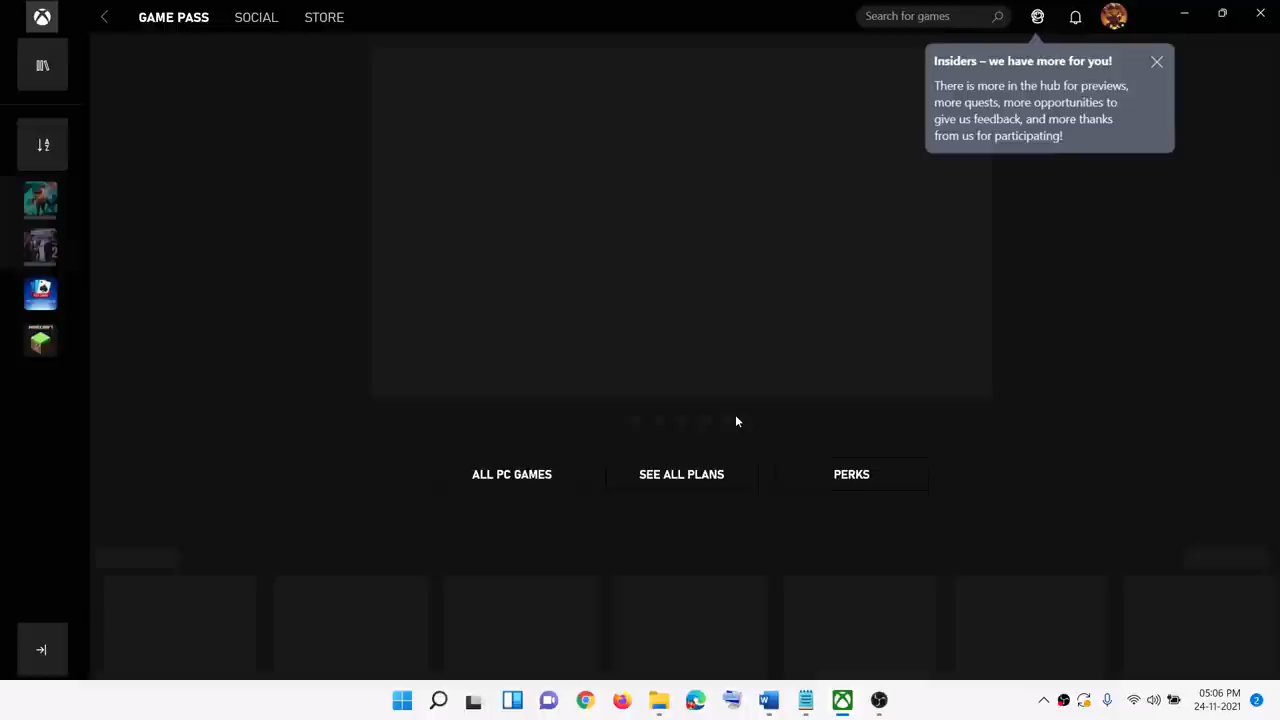 GAME PASS
SOCIAL
STORE
Search for games
Insiders – we have more for you!
There is more in the hub for previews,
more quests, more opportunities to
give us feedback, and more thanks
from us for participating!
MINECRAFT
ALL PC GAMES
SEE ALL PLANS
PERKS
05:06 PM
24-11-2021
2